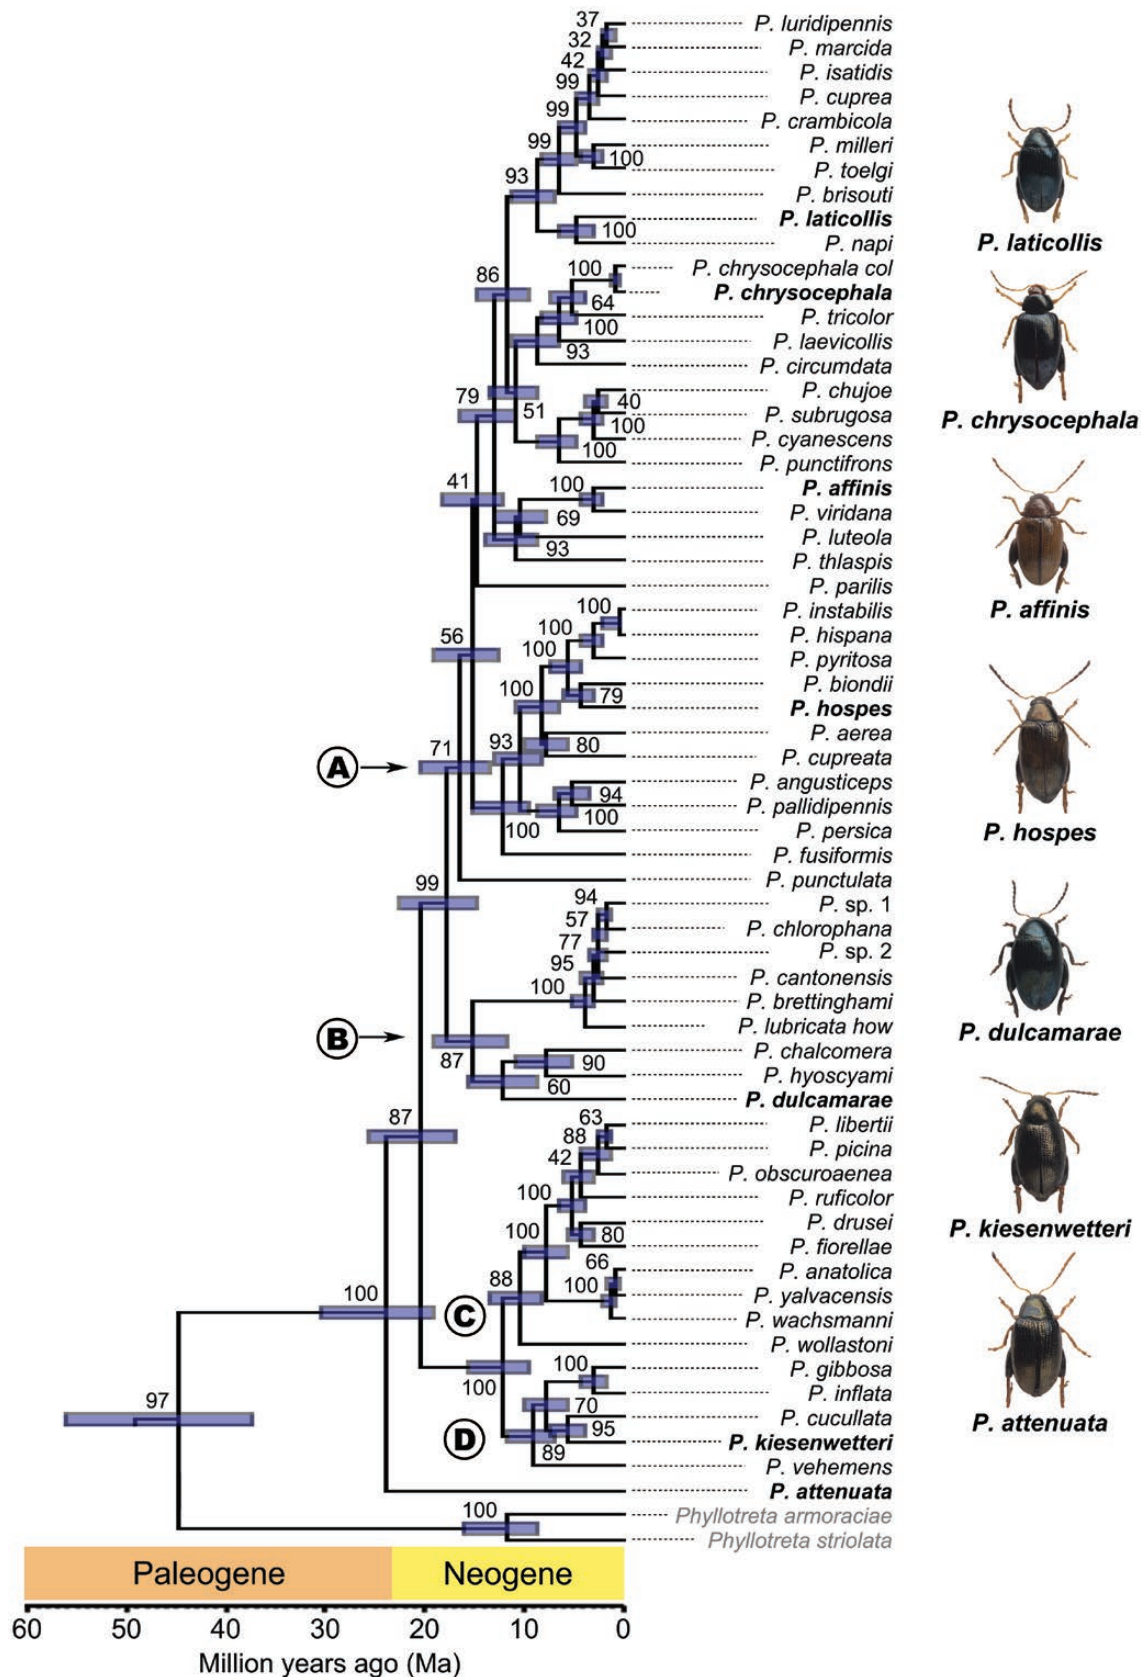 37
P. luridipennis
32
P. marcida
42
P. isatidis
99
P. cuprea
99
P. crambicola
99
P. milleri
100
P. toelgi
93
P. brisouti
P. laticollis
100
P. napi
P. laticollis
86
100
P. chrysocephala col
P. chrysocephala
64
P. tricolor
100
P. laevicollis
93
P. circumdata
79
P. chujoe
40
51
P. subrugosa
100
P. cyanescens
100
P. punctifrons
P. chrysocephala
41
100
P. affinis
P. viridana
69
P. luteola
93
P. thlaspis
P. parilis
P. affinis
56
100
P. instabilis
100
P. hispana
100
P. pyritosa
100
P. biondii
79
P. hospes
93
P. aerea
80
P. cupreata
A
71
P. angusticeps
94
P. pallidipennis
100
100
P. persica
P. fusiformis
P. hospes
99
P. punctulata
94
P. sp. 1
57
P. chlorophana
77
P. sp. 2
95
P. cantonensis
100
P. brettinghami
P. lubricata how
B
87
P. chalcomera
90
P. hyoscyami
60
P. dulcamarae
P. dulcamarae
87
63
P. libertii
88
P. picina
42
P. obscuroaenea
100
P. ruficolor
P. drusei
100
80
P. fiorellae
66
P. anatolica
88
100
P. yalvacensis
P. wachsmanni
P. wollastoni
P. kiesenwetteri
100
C
100
100
P. gibbosa
P. inflata
70
P. cucullata
95
P. kiesenwetteri
D
89
P. vehemens
P. attenuata
P. attenuata
97
100
Phyllotreta armoraciae
Phyllotreta striolata
Paleogene Neogene
60 50 40 30 20 10 0
Million years ago (Ma)